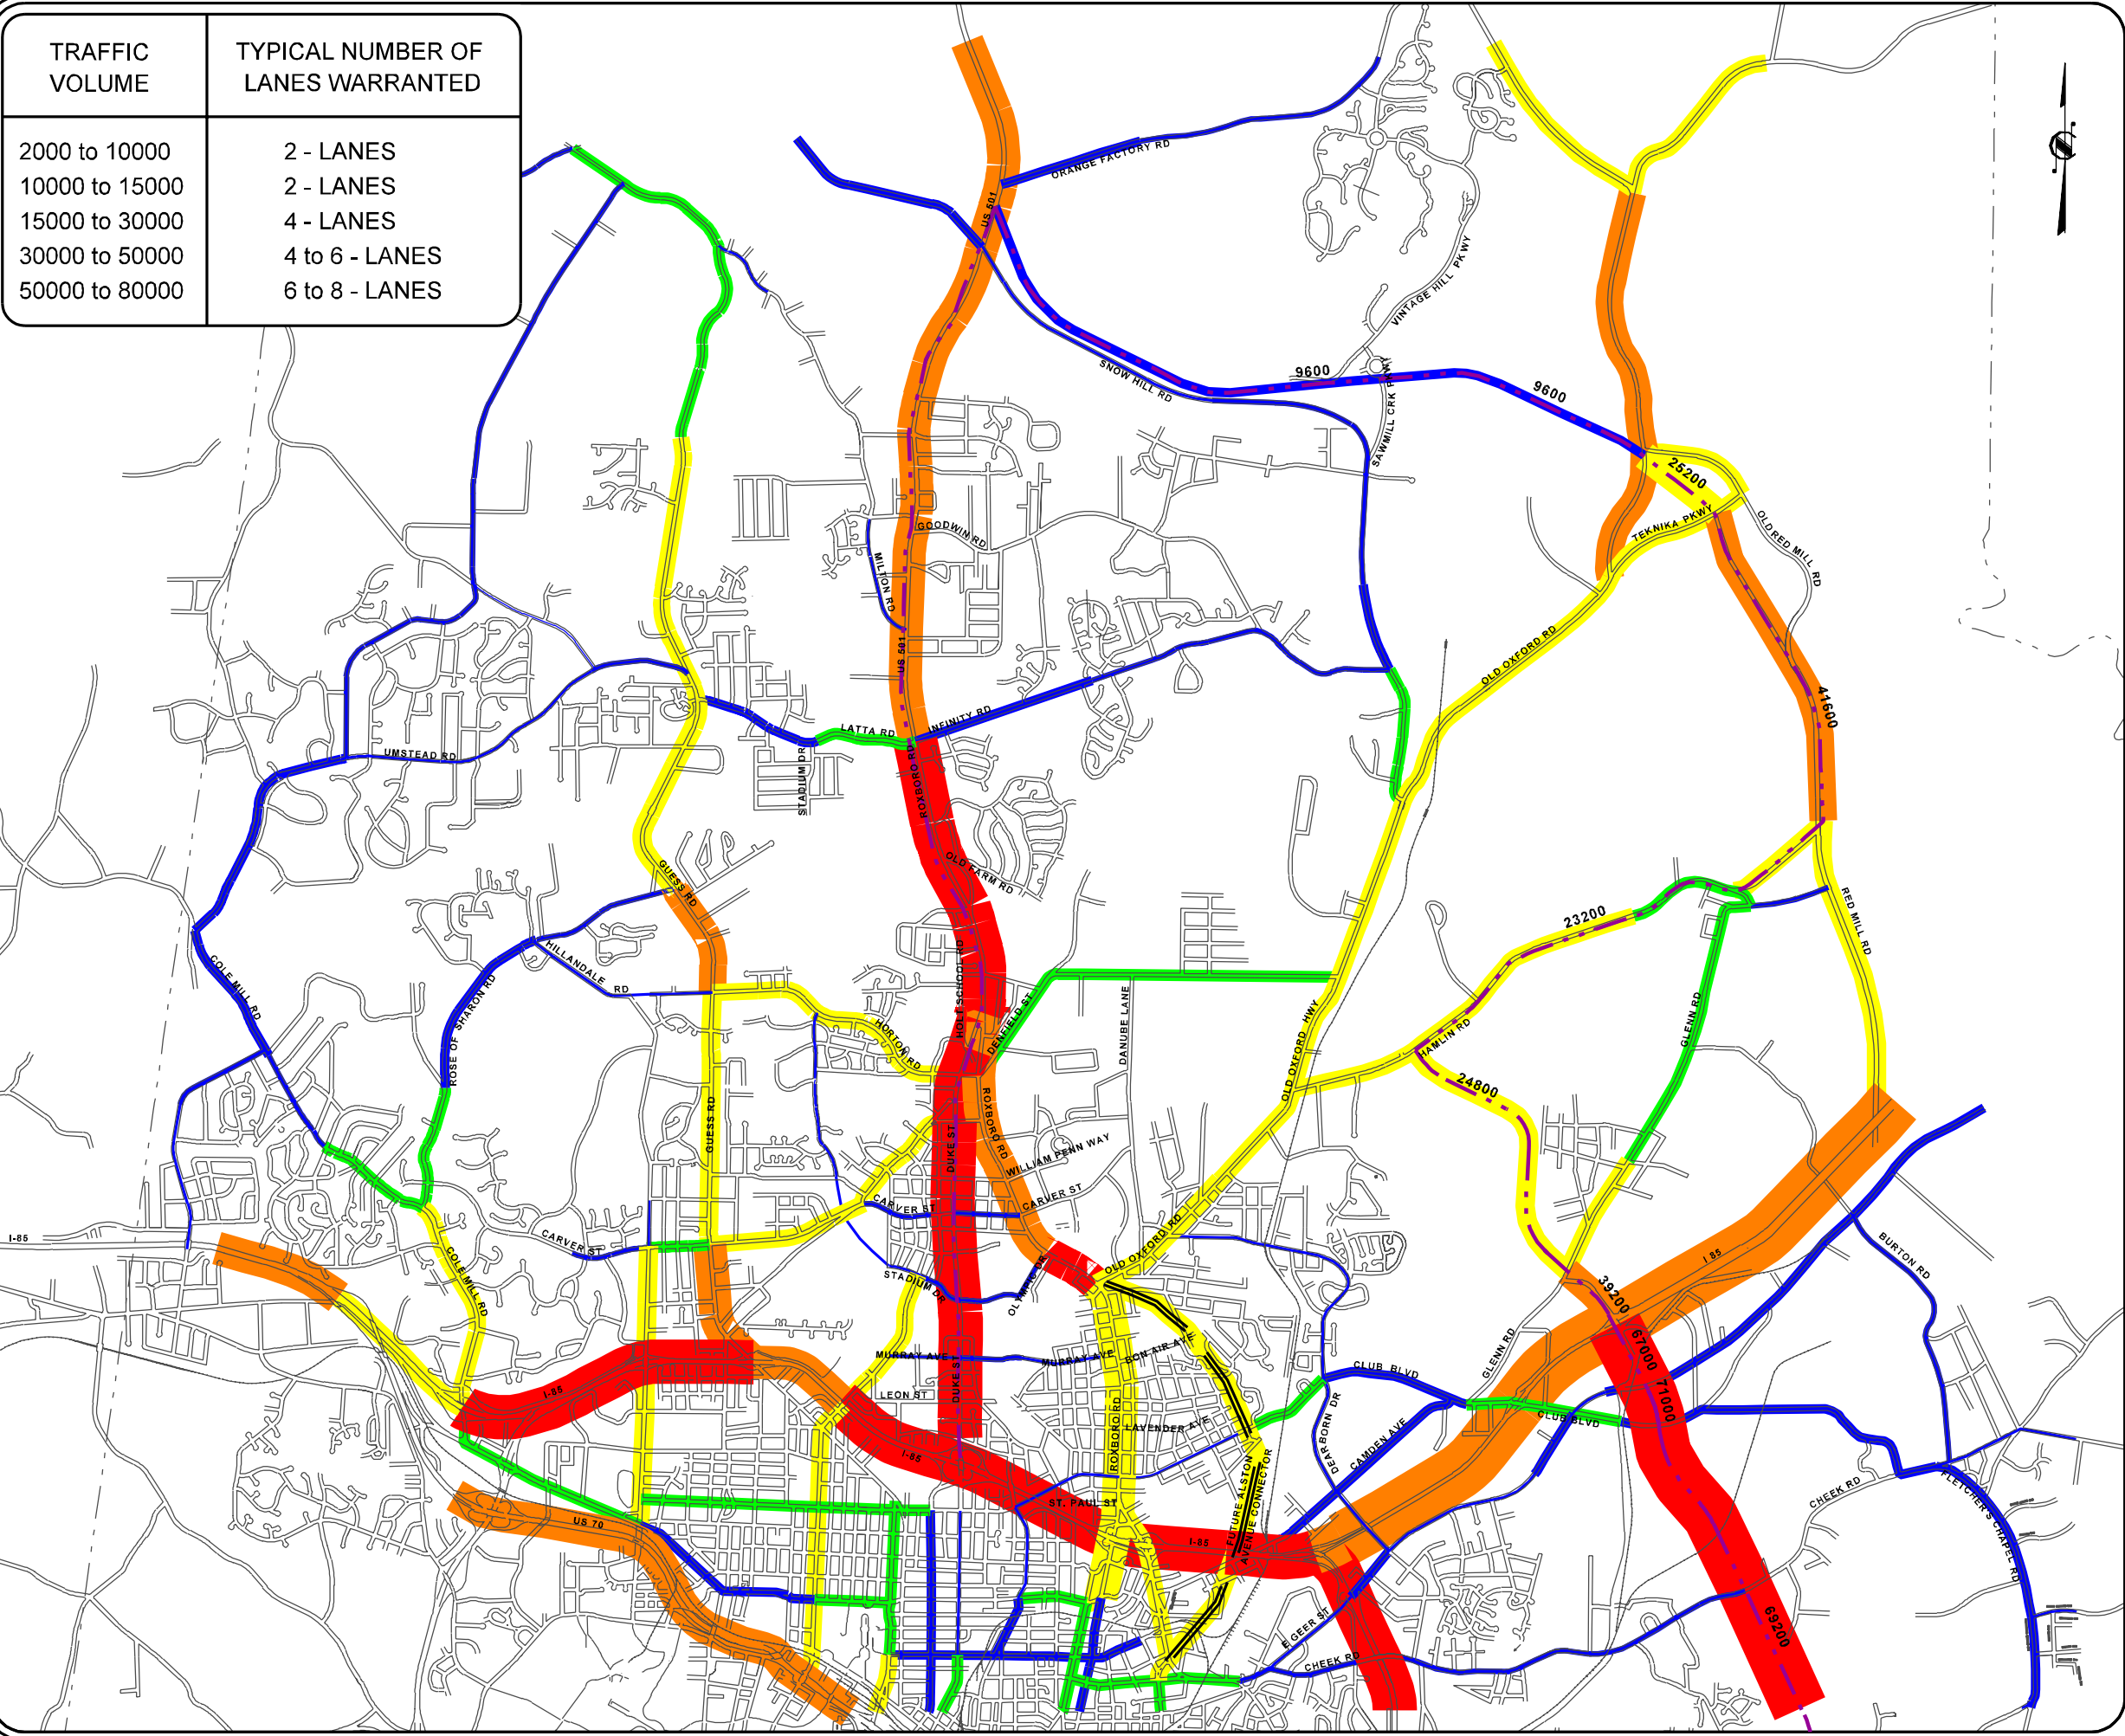 TRAFFIC
VOLUME
TYPICAL NUMBER OF
LANES WARRANTED
2000 to 10000
2 - LANES
10000 to 15000
2 - LANES
15000 to 30000
4 - LANES
30000 to 50000
4 to 6 - LANES
50000 to 80000
6 to 8 - LANES
ORANGE FACTORY RD
US 501
VINTAGE HILL PKWY
SNOW HILL RD
9600
SAWMILL CRK PKWY
9600
25200
TEKNIKA PKWY
OLDRED MILL RD
GOODWIN RD
MILTON RD
US 501
OLD OXFORD RD
41600
INFINITY RD
LATTA RD
UMSTEAD RD
STADIUM DR
ROXBORO RD
OLD FARM RD
GUESS RD
23200
RED MILL RD
HILLANDALE RD
COLE MILL RD
ROSE OF SHARON RD
HOLT SCHOOL RD
DENFIELD ST
DANUBE LANE
HORTON RD
OLD OXFORD HWY
HAMLIN RD
GLENN RD
24800
GUESS RD
ROXBORO RD
DUKE ST
WILLIAM PENN WAY
CARVER ST
CARVER ST
I-85
CARVER ST
COLE MILL RD
OLD OXFORD RD
STADIUM DR
OLYMPIC DR
I 85
BURTON RD
39200
67000
71000
MURRAY AVE
MURRAY AVE
BON AIR AVE
GLENN RD
CLUB BLVD
I-85
LEON ST
DUKE ST
ROXBORO RD
LAVENDER AVE
DEARBORN DR
CAMDEN AVE
CLUB BLVD
I-85
FUTURE ALSTON
AVENUE CONNECTOR
ST. PAUL ST
US 70
CHEEK RD
FLETCHERS CHAPEL RD
I-85
E GEER ST
CHEEK RD
69200